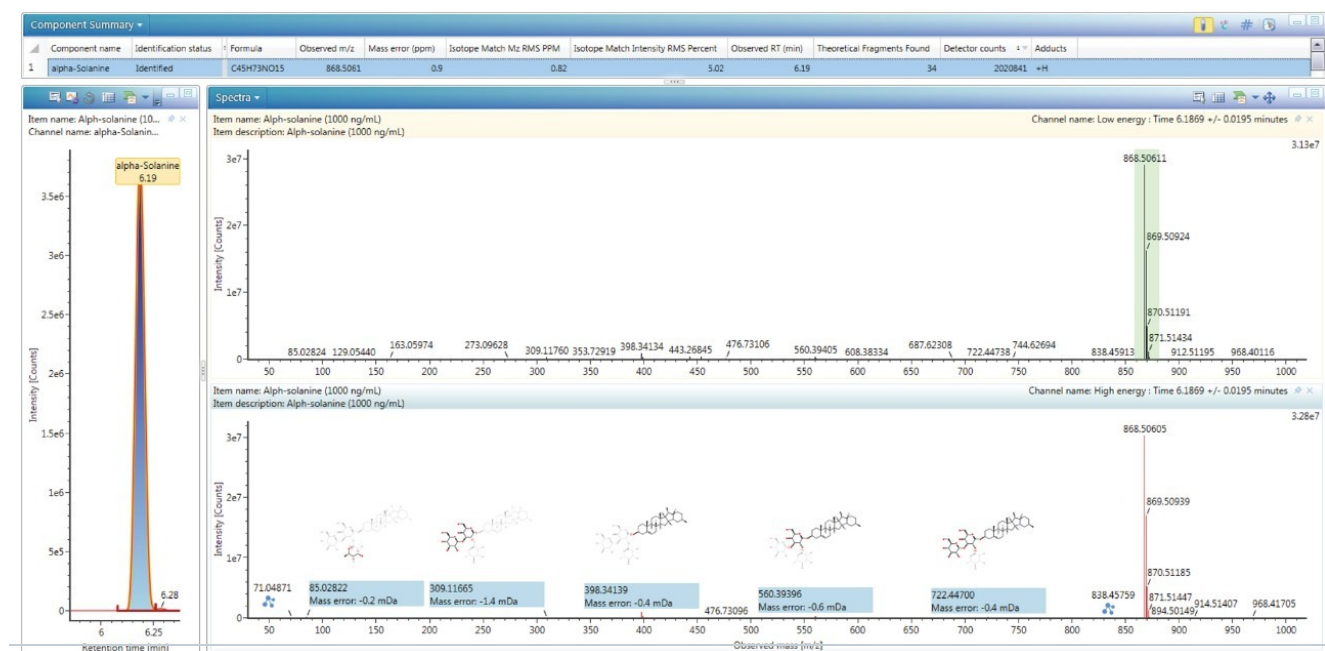 Component Summary
Component name Identification status Formula Observed m/z Mass error (ppm) Isotope Match Mz RMS PPM Isotope Match Intensity RMS Percent Observed RT (min) Theoretical Fragments Found Detector counts 1 Adducts
1 alpha-Solanine Identified C45H73NO15 868.5061 0.9 0.82 5.02 6.19 34 2020841 +H
Item name: Alph-solanine (10...
Channel name: alpha-Solanin...
alpha-Solanine
6.19
3.5e6
3e6
2.5e6
2e6
1.5e6
1e6
5e5
0
6.28
6 6.25
Intensity [Counts]
Retention time [min]
Spectra
Item name: Alph-solanine (1000 ng/mL) Channel name: Low energy : Time 6.1869 +/- 0.0195 minutes
Item description: Alph-solanine (1000 ng/mL)
3.13e7
3e7
2e7
1e7
0
Intensity [Counts]
868.50611
869.50924
870.51191
871.51434
85.02824 129.05440 163.05974 273.09628 309.11760 353.72919 398.34134 443.26845 476.73106 560.39405 608.38334 687.62308 722.44738 744.62694 838.45913 912.51195 968.40116
50 100 150 200 250 300 350 400 450 500 550 600 650 700 750 800 850 900 950 1000
Item name: Alph-solanine (1000 ng/mL) Channel name: High energy : Time 6.1869 +/- 0.0195 minutes
Item description: Alph-solanine (1000 ng/mL)
3.28e7
3e7
2e7
1e7
0
Intensity [Counts]
868.50605
869.50939
870.51185
871.51447
894.50149
914.51407
968.41705
71.04871
85.02822
Mass error: -0.2 mDa
309.11665
Mass error: -1.4 mDa
398.34139
Mass error: -0.4 mDa
476.73096
560.39396
Mass error: -0.6 mDa
722.44700
Mass error: -0.4 mDa
838.45759
50 100 150 200 250 300 350 400 450 500 550 600 650 700 750 800 850 900 950 1000
Observed mass [m/z]